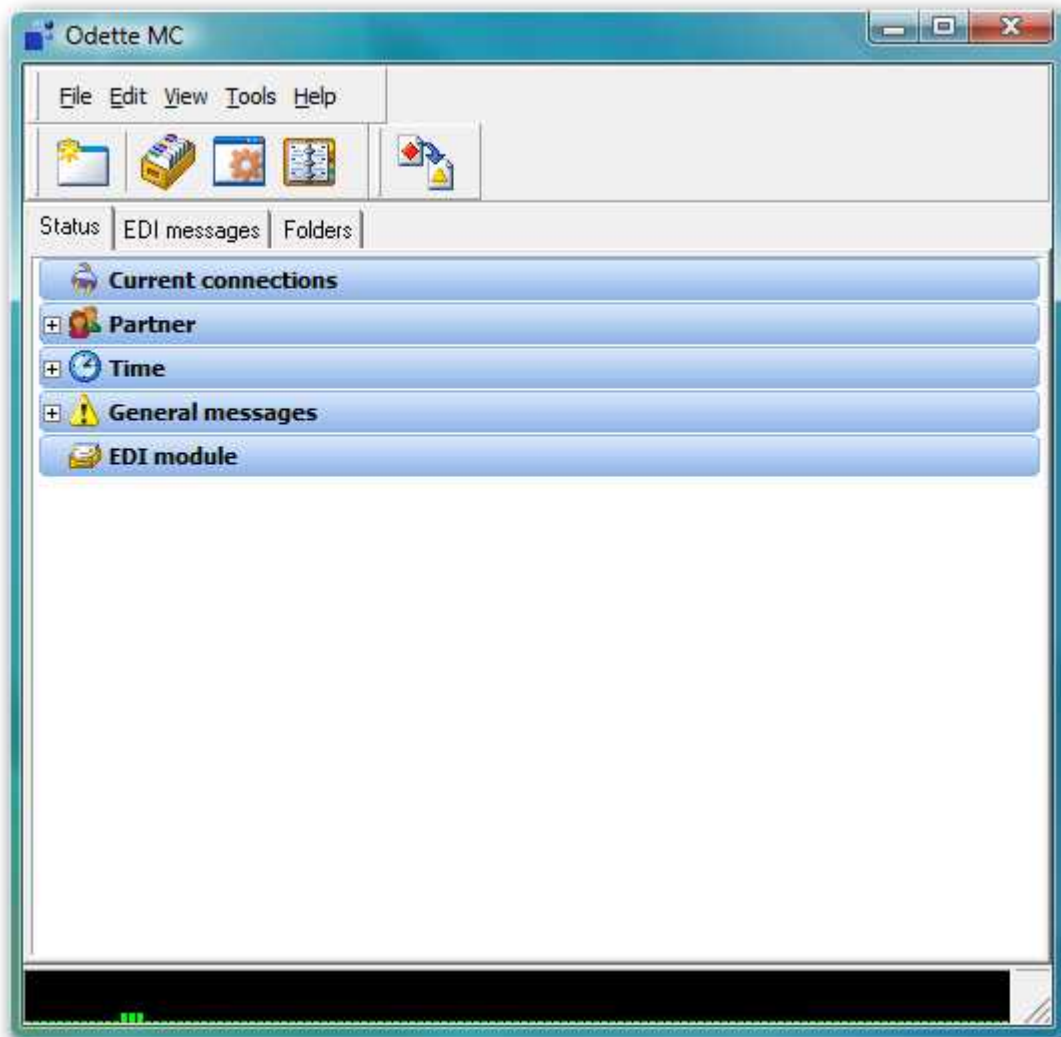 Odette MC
File Edit View Tools Help
Status EDI messages Folders
Current connections
Partner
Time
General messages
EDI module